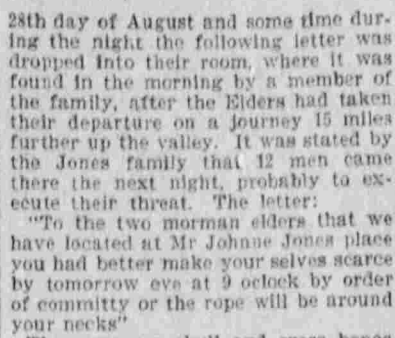 28th day of August and some time dur-
ing the night the following letter was
dropped into their room, where it was
found in the morning by a member of
the family, after the Elders had taken
their departure on a journey 15 miles
further up the valley. It was stated by
the Jones family that 12 men came
there the next night, probably to ex-
ecute their threat. The letter:
"To the two morman elders that we
have located at Mr Johnne Jones place
you had better make your selves scarce
by tomorrow eve at 9 oclock by order
of committy or the rope will be around
your necks"